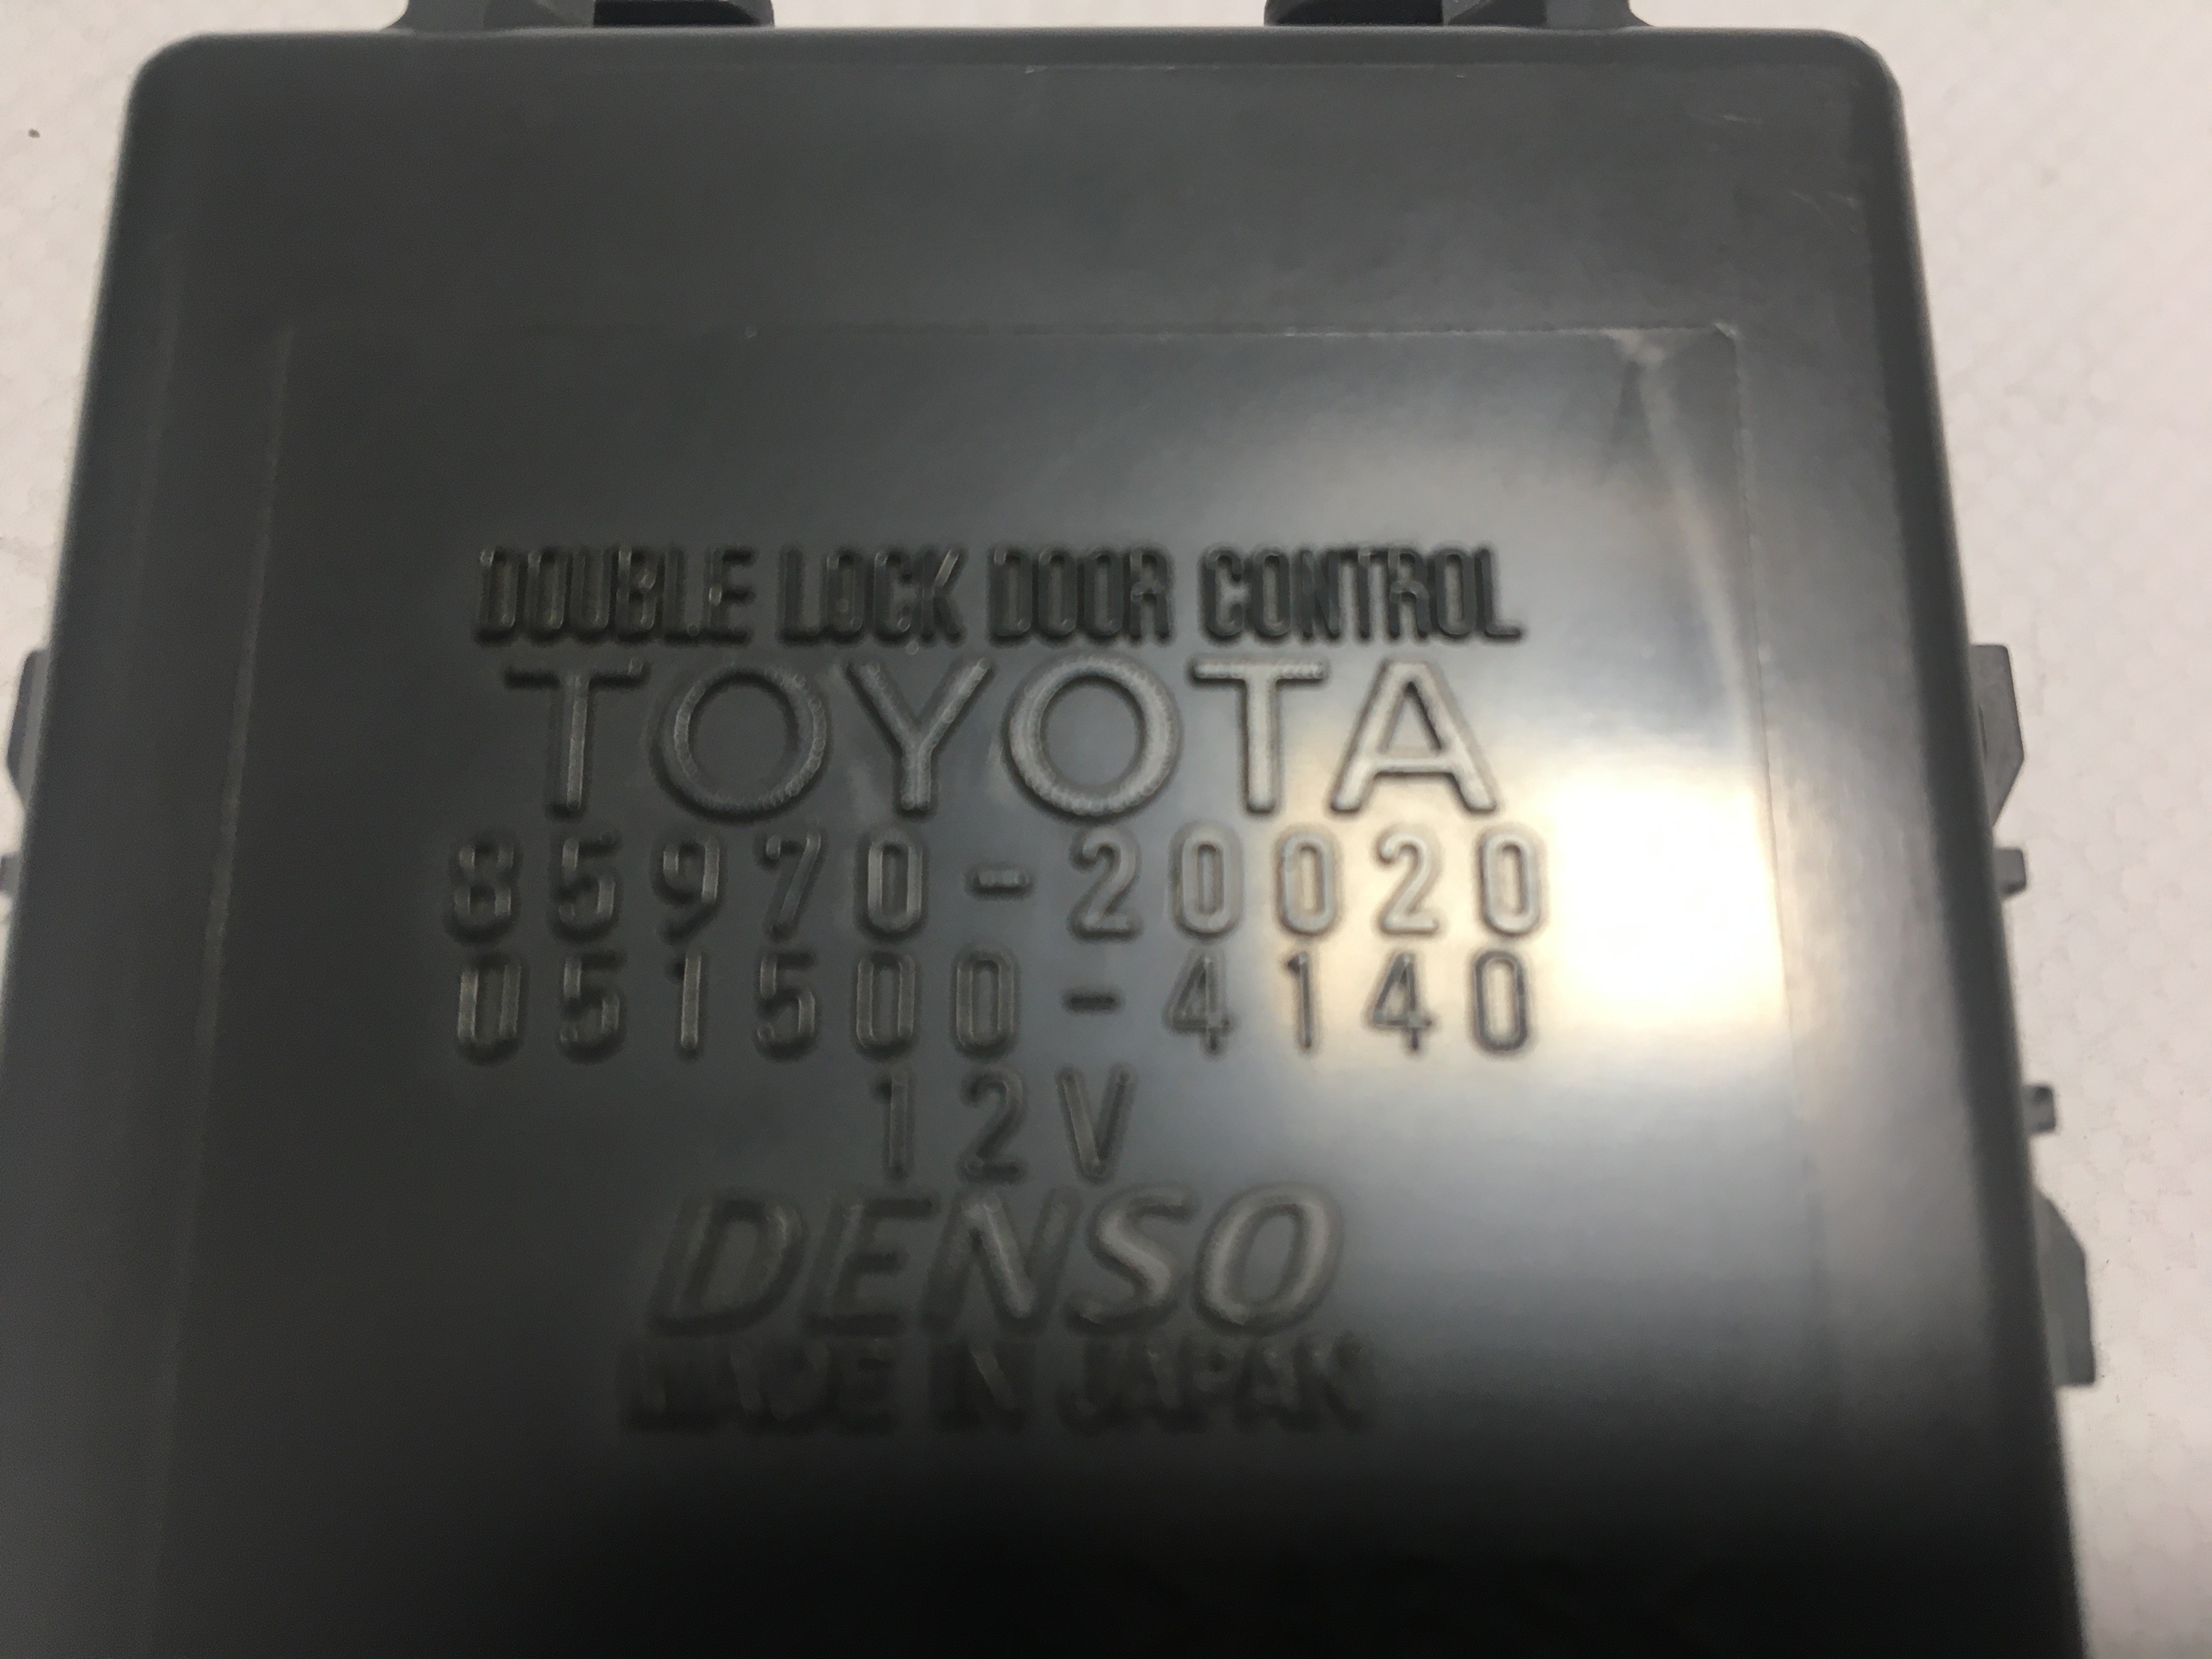 DOUBLE LOCK DOOR CONTROL
TOYOTA
85970-20020
051500-4140
12V
DENSO
MADE IN JAPAN